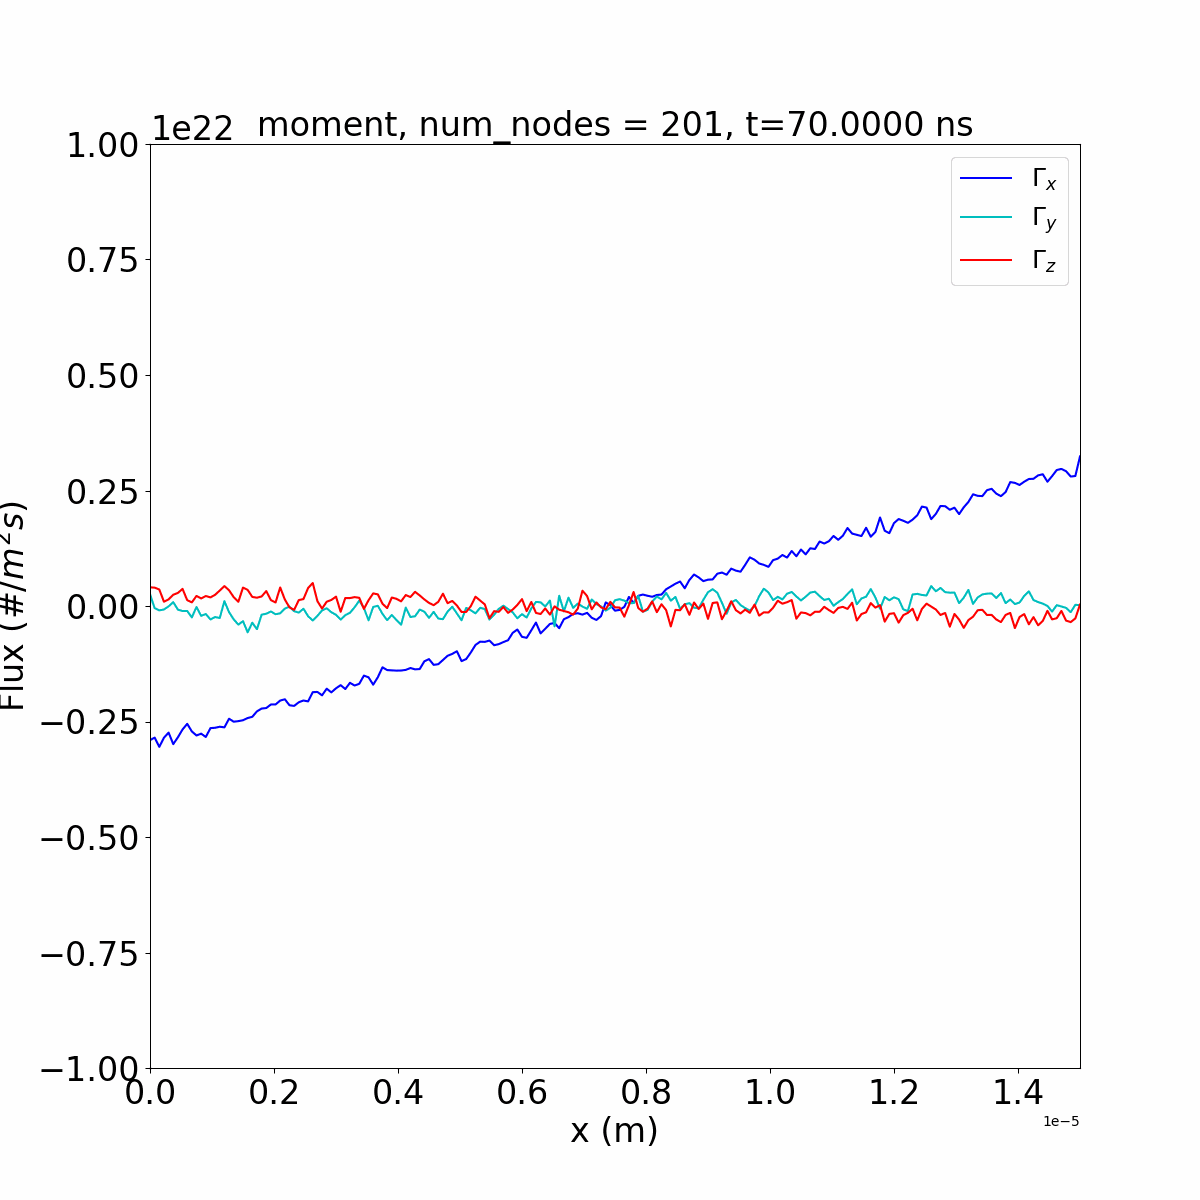 1e22 moment, num_nodes = 201, t=70.0000 ns
1.00
0.75
0.50
0.25
0.00
−0.25
−0.50
−0.75
−1.00
Flux (#/m²s)
Γx
Γy
Γz
0.0 0.2 0.4 0.6 0.8 1.0 1.2 1.4
1e−5
x (m)